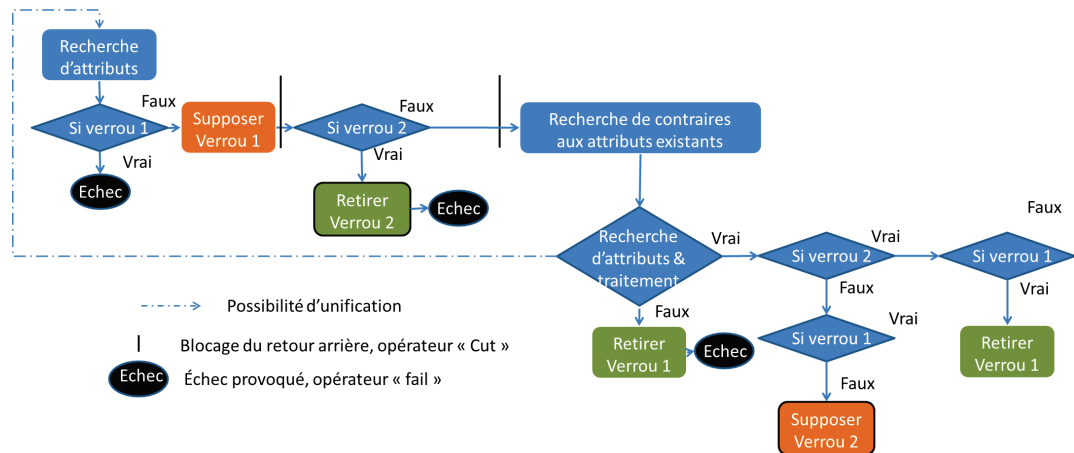 Recherche
d'attributs
Faux
Si verrou 1
Supposer
Verrou 1
Vrai
Echec
Faux
Si verrou 2
Vrai
Retirer
Verrou 2
Echec
Recherche de contraires
aux attributs existants
Recherche
d'attributs &
traitement
Vrai
Si verrou 2
Vrai
Faux
Si verrou 1
Vrai
Retirer
Verrou 1
Faux
Si verrou 1
Vrai
Faux
Supposer
Verrou 2
Faux
Retirer
Verrou 1
Echec
Possibilité d'unification
Blocage du retour arrière, opérateur « Cut »
Echec
Échec provoqué, opérateur « fail »